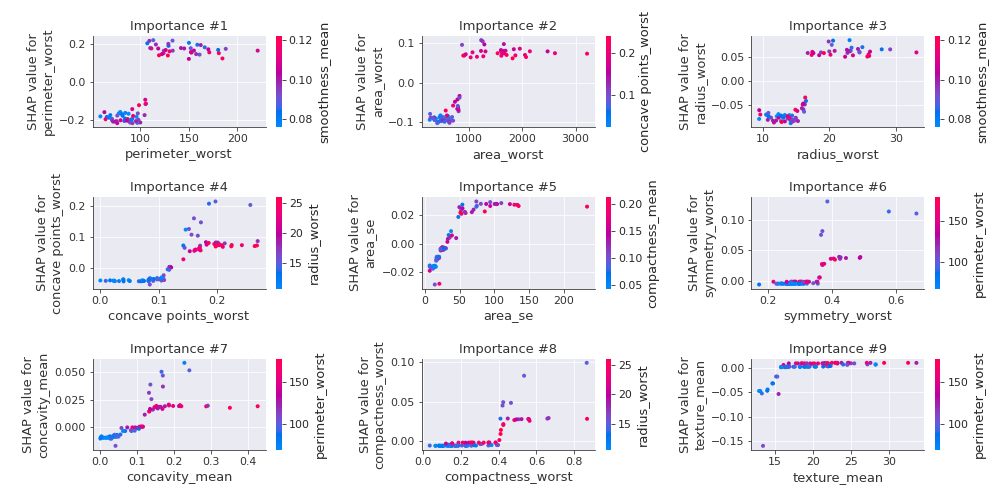 Importance #1
SHAP value for
perimeter_worst
0.2
0.0
−0.2
100
150
200
perimeter_worst
0.12
0.10
0.08
smoothness_mean
Importance #2
SHAP value for
area_worst
0.1
0.0
−0.1
1000
2000
3000
area_worst
0.2
0.1
concave points_worst
Importance #3
SHAP value for
radius_worst
0.05
0.00
−0.05
10
20
30
radius_worst
0.12
0.10
0.08
smoothness_mean
Importance #4
SHAP value for
concave points_worst
0.2
0.1
0.0
0.0
0.1
0.2
concave points_worst
25
20
15
radius_worst
Importance #5
SHAP value for
area_se
0.02
0.00
−0.02
0
50
100
150
200
area_se
0.20
0.15
0.10
0.05
compactness_mean
Importance #6
SHAP value for
symmetry_worst
0.10
0.05
0.00
0.2
0.4
0.6
symmetry_worst
150
100
perimeter_worst
Importance #7
SHAP value for
concavity_mean
0.050
0.025
0.000
0.0
0.1
0.2
0.3
0.4
concavity_mean
150
100
perimeter_worst
Importance #8
SHAP value for
compactness_worst
0.10
0.05
0.00
0.0
0.2
0.4
0.6
0.8
compactness_worst
25
20
15
radius_worst
Importance #9
SHAP value for
texture_mean
0.00
−0.05
−0.10
−0.15
15
20
25
30
texture_mean
150
100
perimeter_worst